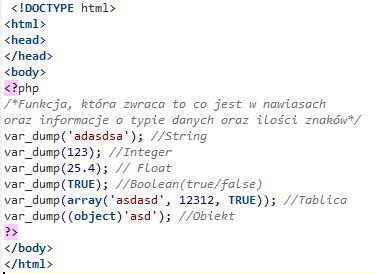 <!DOCTYPE html>
<html>
<head>
</head>
<body>
<?php
/*Funkcja, która zwraca to co jest w nawiasach
oraz informacje o typie danych oraz ilości znaków*/
var_dump('adasdsa'); //String
var_dump(123); //Integer
var_dump(25.4); // Float
var_dump(TRUE); //Boolean(true/false)
var_dump(array('asdasd', 12312, TRUE)); //Tablica
var_dump((object)'asd'); //Obiekt
?>
</body>
</html>